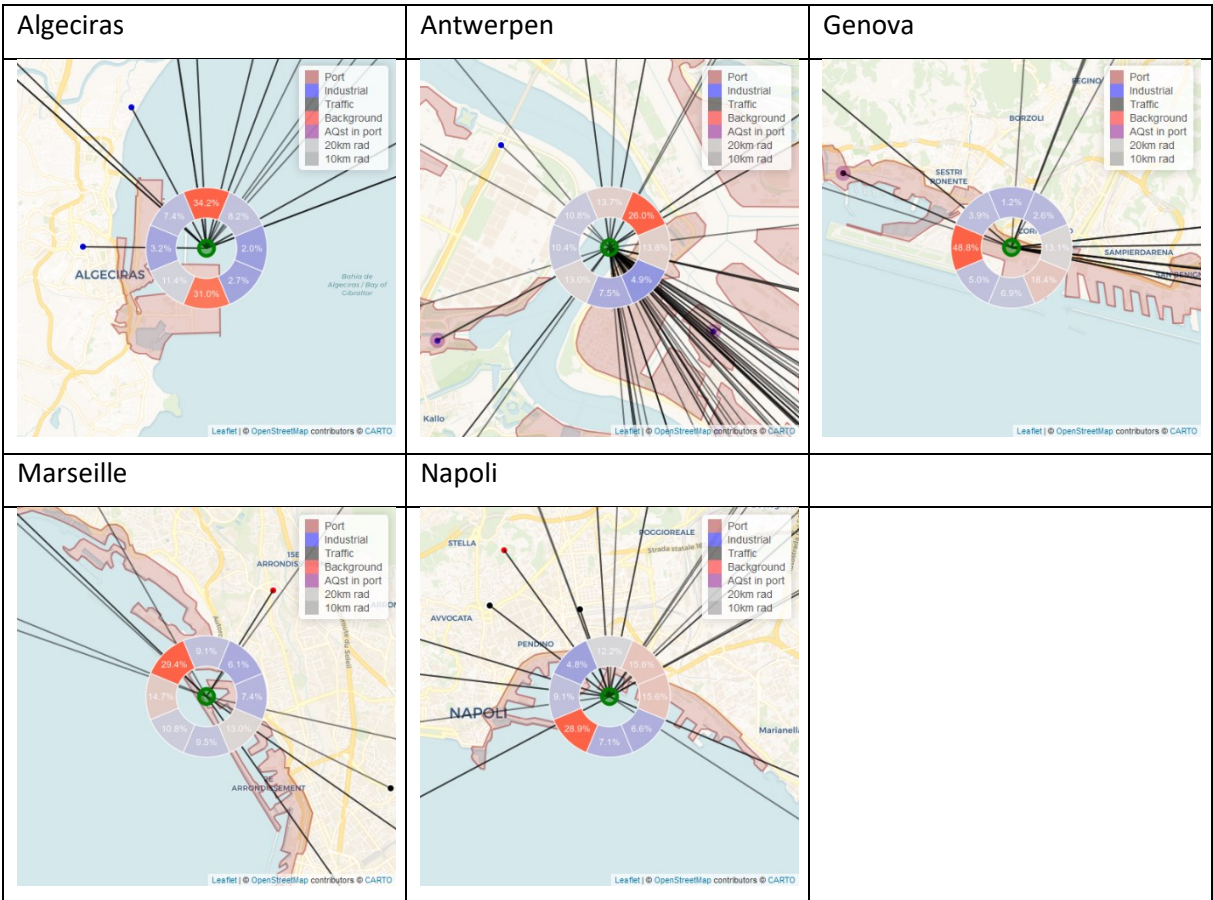 Algeciras
Antwerpen
Genova
Port
Industrial
Traffic
Background
AQst in port
20km rad
10km rad
34.2%
7.4%
8.2%
3.2%
2.0%
11.4%
2.7%
31.0%
ALGECIRAS
Bahía de
Algeciras / Bay of
Gibraltar
Leaflet | © OpenStreetMap contributors © CARTO
Port
Industrial
Traffic
Background
AQst in port
20km rad
10km rad
13.7%
10.8%
26.0%
10.4%
13.8%
13.0%
4.9%
7.5%
Kallo
Leaflet | © OpenStreetMap contributors © CARTO
Port
Industrial
Traffic
Background
AQst in port
20km rad
10km rad
BORZOLI
SESTRI
PONENTE
1.2%
3.9%
2.6%
48.8%
13.1%
5.0%
18.4%
6.9%
SAMPIERDARENA
Leaflet | © OpenStreetMap contributors © CARTO
Marseille
Napoli
Port
Industrial
Traffic
Background
AQst in port
20km rad
10km rad
15E
9.1%
29.4%
6.1%
14.7%
7.4%
10.8%
13.0%
9.5%
ARRONDISSEMENT
Leaflet | © OpenStreetMap contributors © CARTO
Port
Industrial
Traffic
Background
AQst in port
20km rad
10km rad
STELLA
POGGIOREALE
Strada statale
AVVOCATA
PENDINO
12.2%
4.8%
15.6%
9.1%
15.6%
28.9%
6.6%
7.1%
NAPOLI
Leaflet | © OpenStreetMap contributors © CARTO